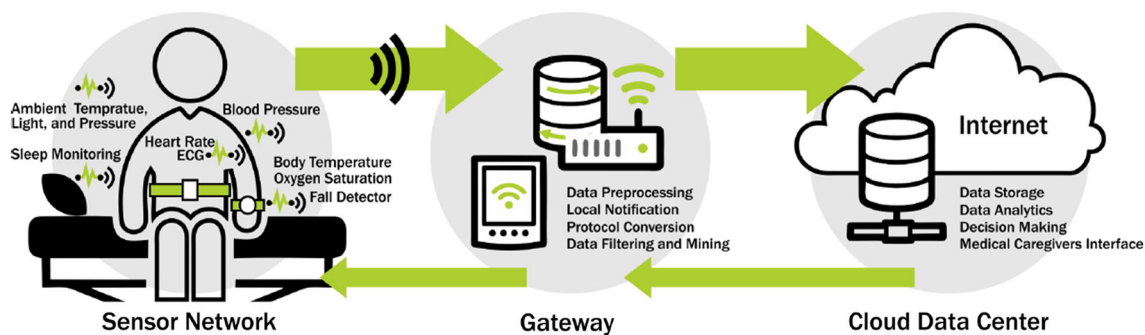 Ambient Tempratue,
Light, and Pressure
Sleep Monitoring
Blood Pressure
Heart Rate
ECG
Body Temperature
Oxygen Saturation
Fall Detector
Sensor Network
Data Preprocessing
Local Notification
Protocol Conversion
Data Filtering and Mining
Gateway
Internet
Data Storage
Data Analytics
Decision Making
Medical Caregivers Interface
Cloud Data Center